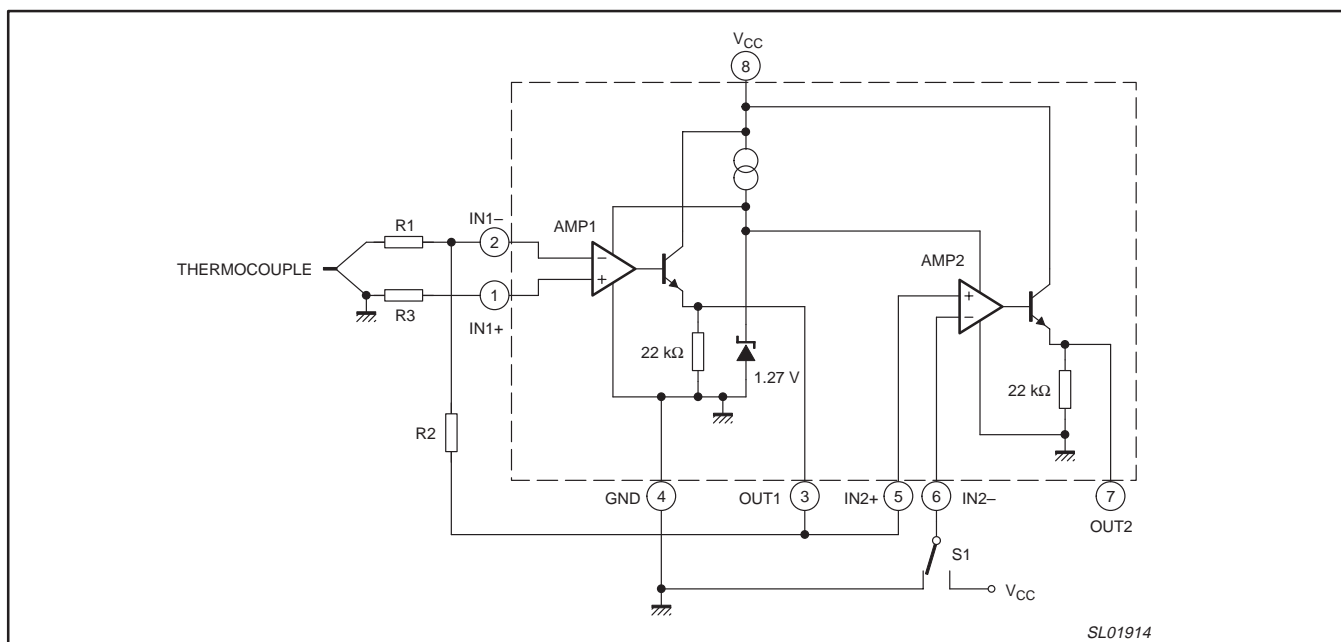 VCC
8
R1
IN1–
2
AMP1
THERMOCOUPLE
AMP2
R3
1
IN1+
22 kΩ
1.27 V
22 kΩ
R2
GND
4
OUT1
3
IN2+
5
6
IN2–
7
OUT2
S1
VCC
SL01914